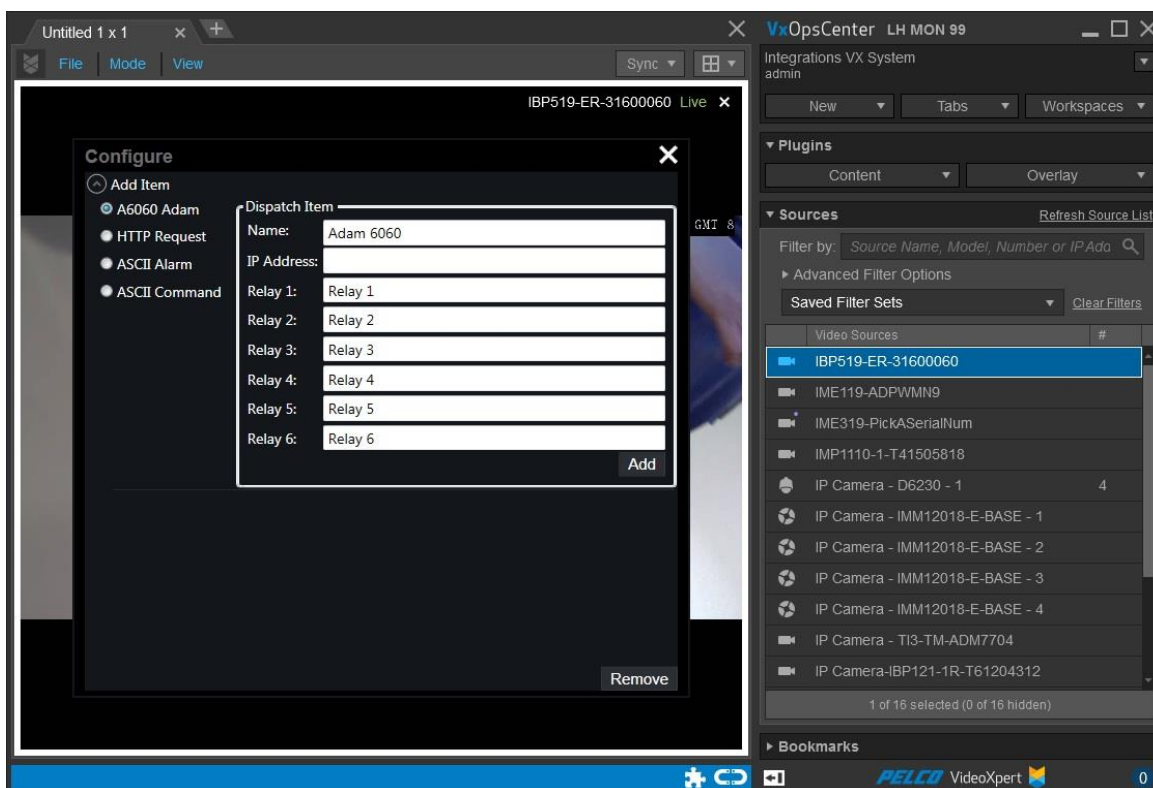 Untitled 1 x 1
File Mode View
Sync
IBP519-ER-31600060 Live
Configure
Add Item
A6060 Adam
HTTP Request
ASCII Alarm
ASCII Command
Dispatch Item
Name: Adam 6060
IP Address:
Relay 1: Relay 1
Relay 2: Relay 2
Relay 3: Relay 3
Relay 4: Relay 4
Relay 5: Relay 5
Relay 6: Relay 6
Add
GMT 8
Remove
VxOpsCenter LH MON 99
Integrations VX System
admin
New Tabs Workspaces
Plugins
Content Overlay
Sources Refresh Source List
Filter by: Source Name, Model, Number or IP Add
Advanced Filter Options
Saved Filter Sets Clear Filters
Video Sources #
IBP519-ER-31600060
IME119-ADPWMN9
IME319-PickASerialNum
IMP1110-1-T41505818
IP Camera - D6230 - 1 4
IP Camera - IMM12018-E-BASE - 1
IP Camera - IMM12018-E-BASE - 2
IP Camera - IMM12018-E-BASE - 3
IP Camera - IMM12018-E-BASE - 4
IP Camera - TI3-TM-ADM7704
IP Camera-IBP121-1R-T61204312
1 of 16 selected (0 of 16 hidden)
Bookmarks
PELCO VideoXpert 0